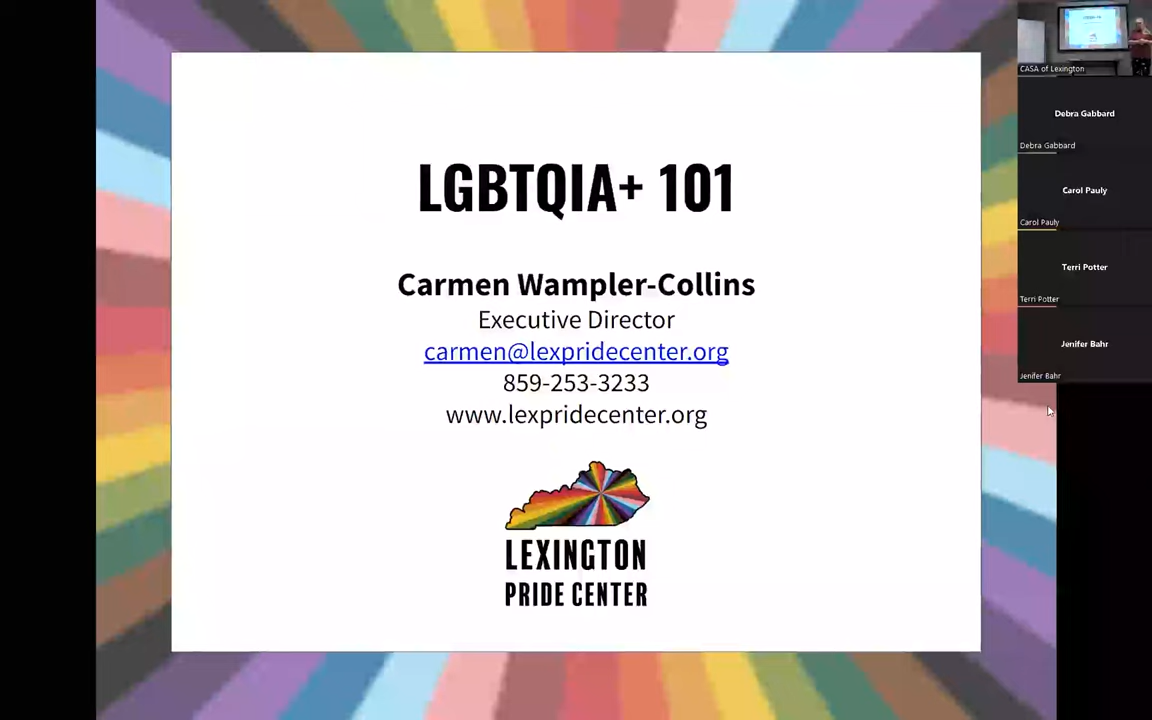 LGBTQIA+ 101
Carmen Wampler-Collins
Executive Director
carmen@lexpridecenter.org
859-253-3233
www.lexpridecenter.org
LEXINGTON
PRIDE CENTER
CASA of Lexington
Debra Gabbard
Debra Gabbard
Carol Pauly
Carol Pauly
Terri Potter
Terri Potter
Jenifer Bahr
Jenifer Bahr